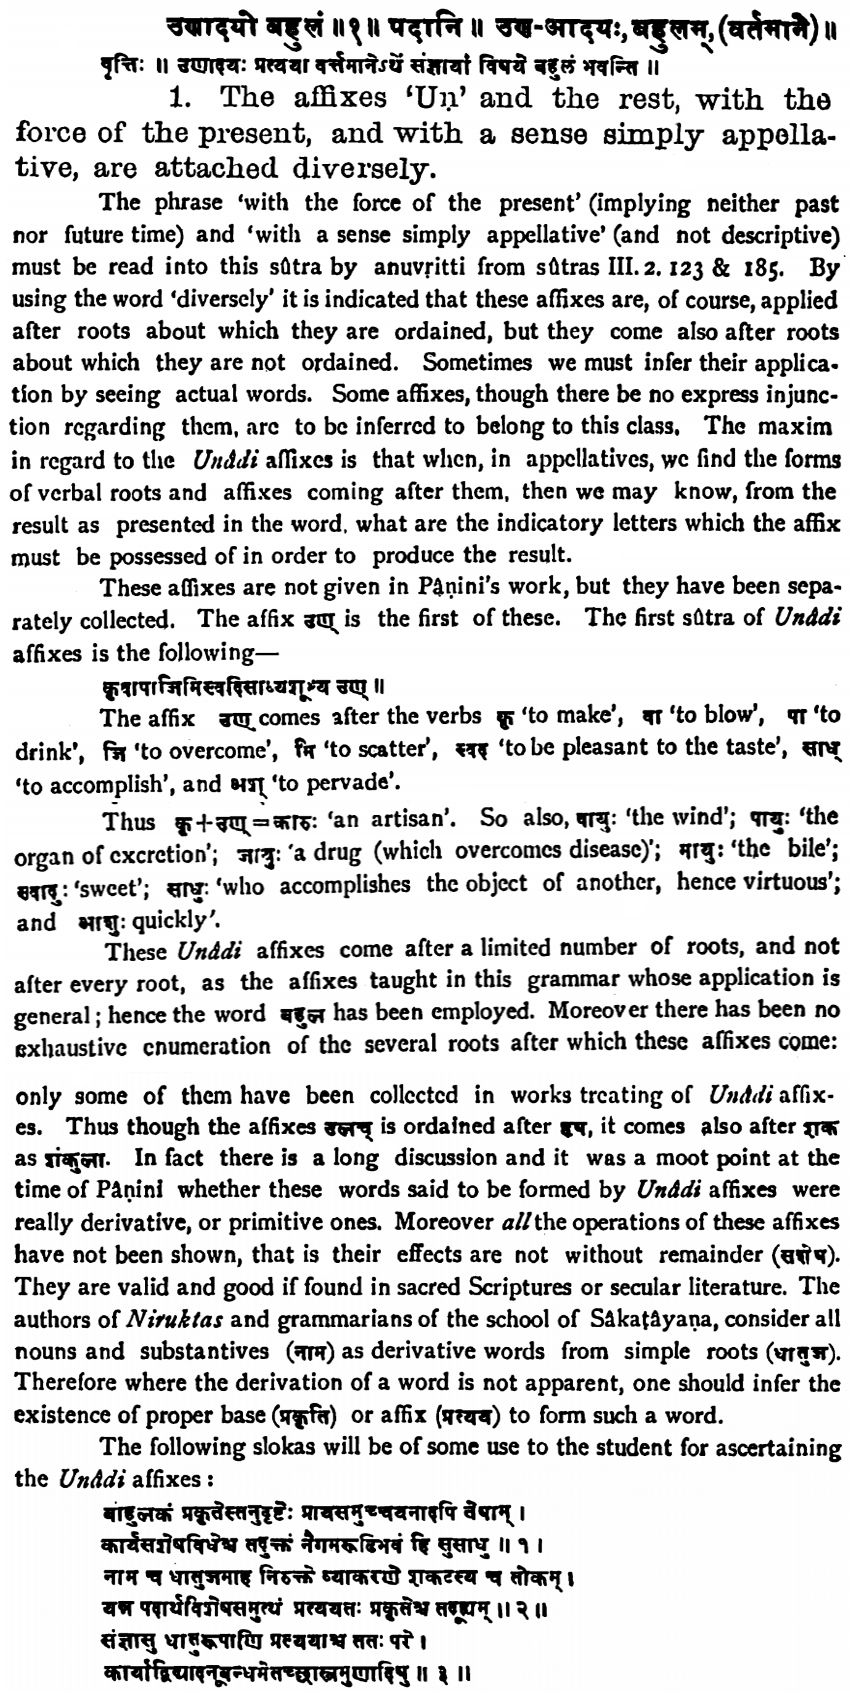 उणादयो बहुलं ॥१॥ पदानि ॥ उण-आदयः, बहुलम्, (वर्तमाने) ॥
वृत्तिः ॥ उणादयः प्रत्यया वर्त्तमानेऽर्थे संज्ञायां विषये बहुलं भवन्ति ॥
1. The affixes ‘Uṇ’ and the rest, with the
force of the present, and with a sense simply appella-
tive, are attached diversely.
The phrase ‘with the force of the present’ (implying neither past
nor future time) and ‘with a sense simply appellative’ (and not descriptive)
must be read into this sûtra by anuvṛitti from sûtras III. 2. 123 & 185. By
using the word ‘diversely’ it is indicated that these affixes are, of course, applied
after roots about which they are ordained, but they come also after roots
about which they are not ordained. Sometimes we must infer their applica-
tion by seeing actual words. Some affixes, though there be no express injunc-
tion regarding them, are to be inferred to belong to this class. The maxim
in regard to the Unâdi affixes is that when, in appellatives, we find the forms
of verbal roots and affixes coming after them, then we may know, from the
result as presented in the word, what are the indicatory letters which the affix
must be possessed of in order to produce the result.
These affixes are not given in Pâṇini's work, but they have been sepa-
rately collected. The affix उण् is the first of these. The first sûtra of Unâdi
affixes is the following—
कृवापाजिमिस्वदिसाध्यशूभ्य उण् ॥
The affix उण् comes after the verbs कृ ‘to make’, वा ‘to blow’, पा ‘to
drink’, जि ‘to overcome’, मि ‘to scatter’, स्वद ‘to be pleasant to the taste’, साध्
‘to accomplish’, and अश् ‘to pervade’.
Thus कृ+उण्=कारुः ‘an artisan’. So also, वायुः ‘the wind’; पायुः ‘the
organ of excretion’; जायुः ‘a drug (which overcomes disease)’; मायुः ‘the bile’;
स्वादुः ‘sweet’; साधुः ‘who accomplishes the object of another, hence virtuous’;
and आशुः quickly’.
These Unâdi affixes come after a limited number of roots, and not
after every root, as the affixes taught in this grammar whose application is
general; hence the word बहुल has been employed. Moreover there has been no
exhaustive enumeration of the several roots after which these affixes come:
only some of them have been collected in works treating of Unâdi affix-
es. Thus though the affixes उलच् is ordained after हृष, it comes also after शक
as शंकुला. In fact there is a long discussion and it was a moot point at the
time of Pâṇini whether these words said to be formed by Unâdi affixes were
really derivative, or primitive ones. Moreover all the operations of these affixes
have not been shown, that is their effects are not without remainder (सशेष).
They are valid and good if found in sacred Scriptures or secular literature. The
authors of Niruktas and grammarians of the school of Sâkaṭâyaṇa, consider all
nouns and substantives (नाम) as derivative words from simple roots (धातुज).
Therefore where the derivation of a word is not apparent, one should infer the
existence of proper base (प्रकृति) or affix (प्रत्यय) to form such a word.
The following slokas will be of some use to the student for ascertaining
the Unâdi affixes :
बाहुलकं प्रकृतेस्तनुदृष्टेः प्रायसमुच्चयनादपि तेषाम् ।
कार्यसशेषविधेश्च तदुक्तं नैगमरूढिभवं हि सुसाधु ॥ १ ।
नाम च धातुजमाह निरुक्ते व्याकरणे शकटस्य च तोकम् ।
यन्न पदार्थविशेषसमुत्थं प्रत्ययतः प्रकृतेश्च तदूह्यम् ॥ २ ॥
संज्ञासु धातुरूपाणि प्रत्ययाश्च ततः परे ।
कार्याद्विद्यादनूबन्धमेतच्छास्त्रमुणादिषु ॥ ३ ॥